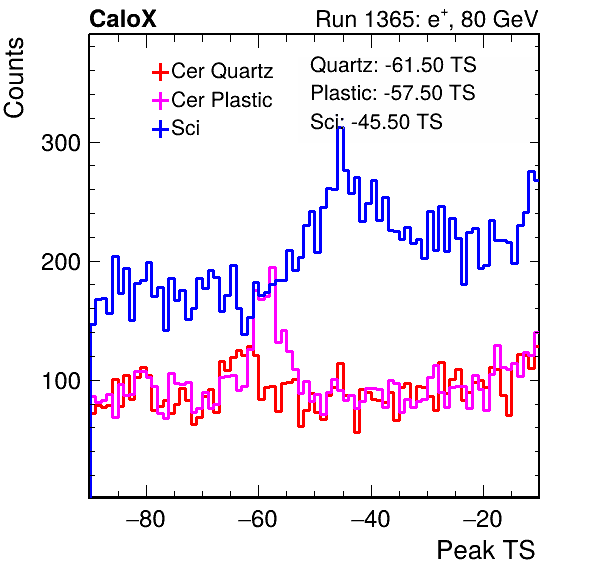 CaloX Run 1365: e+, 80 GeV
Counts
Cer Quartz
Cer Plastic
Sci
Quartz: -61.50 TS
Plastic: -57.50 TS
Sci: -45.50 TS
300
200
100
−80 −60 −40 −20
Peak TS